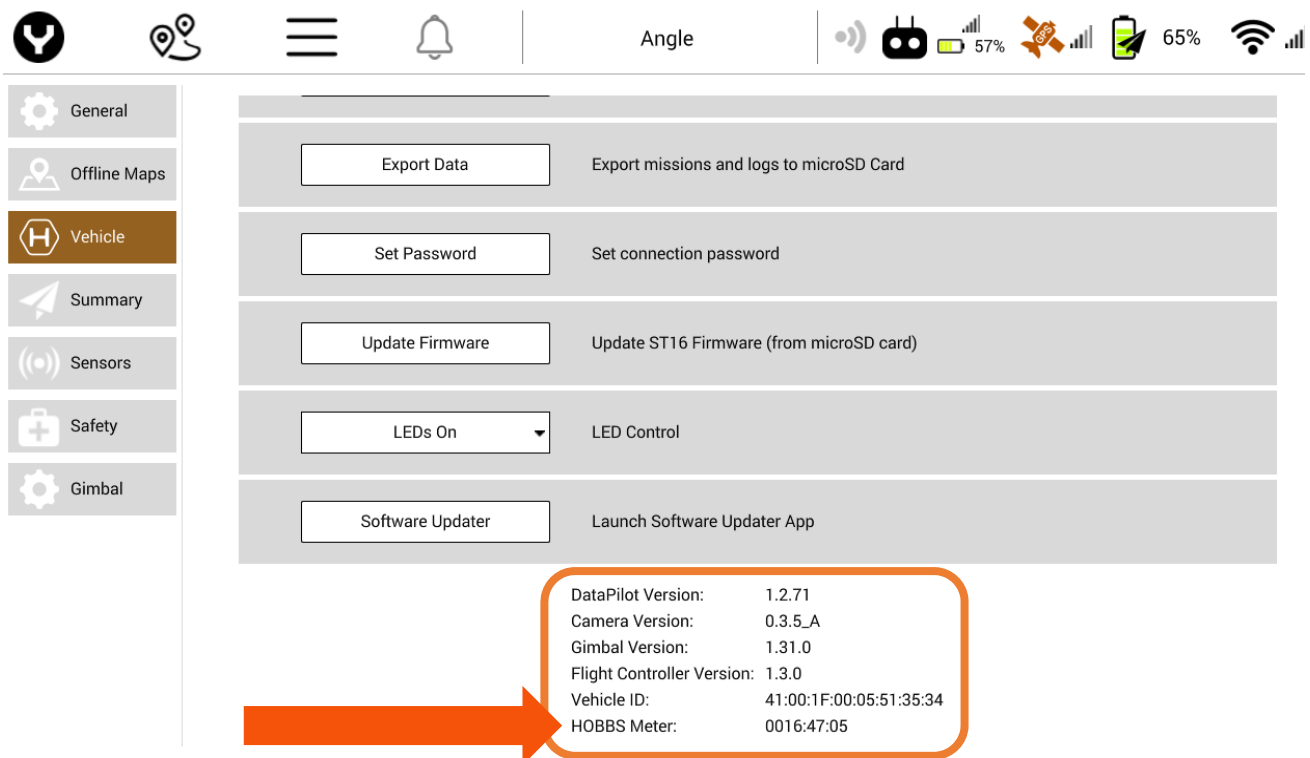 Angle
57%
GPS
65%
General
Offline Maps
Vehicle
Summary
Sensors
Safety
Gimbal
Export Data Export missions and logs to microSD Card
Set Password Set connection password
Update Firmware Update ST16 Firmware (from microSD card)
LEDs On LED Control
Software Updater Launch Software Updater App
DataPilot Version: 1.2.71
Camera Version: 0.3.5_A
Gimbal Version: 1.31.0
Flight Controller Version: 1.3.0
Vehicle ID: 41:00:1F:00:05:51:35:34
HOBBS Meter: 0016:47:05